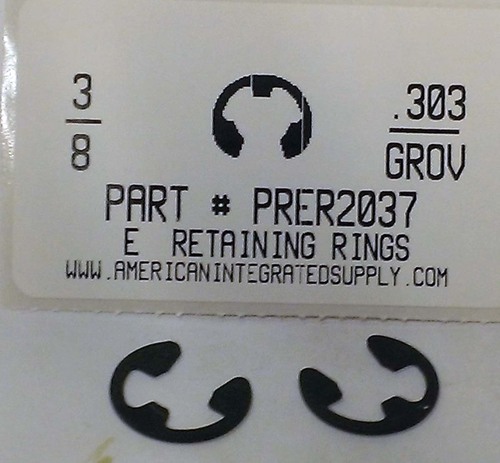 3
8
.303
GROV
PART # PRER2037
E RETAINING RINGS
WWW.AMERICANINTEGRATEDSUPPLY.COM